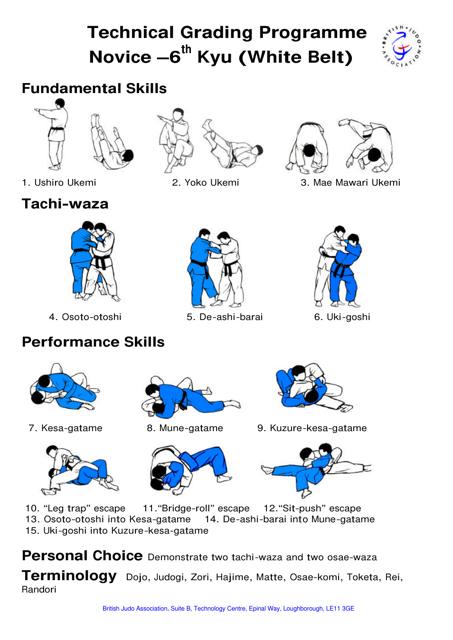 Technical Grading Programme
Novice –6th Kyu (White Belt)
BRITISH JUDO ASSOCIATION
Fundamental Skills
1. Ushiro Ukemi 2. Yoko Ukemi 3. Mae Mawari Ukemi
Tachi-waza
4. Osoto-otoshi 5. De-ashi-barai 6. Uki-goshi
Performance Skills
7. Kesa-gatame 8. Mune-gatame 9. Kuzure-kesa-gatame
10. “Leg trap” escape 11.“Bridge-roll” escape 12.“Sit-push” escape
13. Osoto-otoshi into Kesa-gatame 14. De-ashi-barai into Mune-gatame
15. Uki-goshi into Kuzure-kesa-gatame
Personal Choice Demonstrate two tachi-waza and two osae-waza
Terminology Dojo, Judogi, Zori, Hajime, Matte, Osae-komi, Toketa, Rei,
Randori
British Judo Association, Suite B, Technology Centre, Epinal Way, Loughborough, LE11 3GE